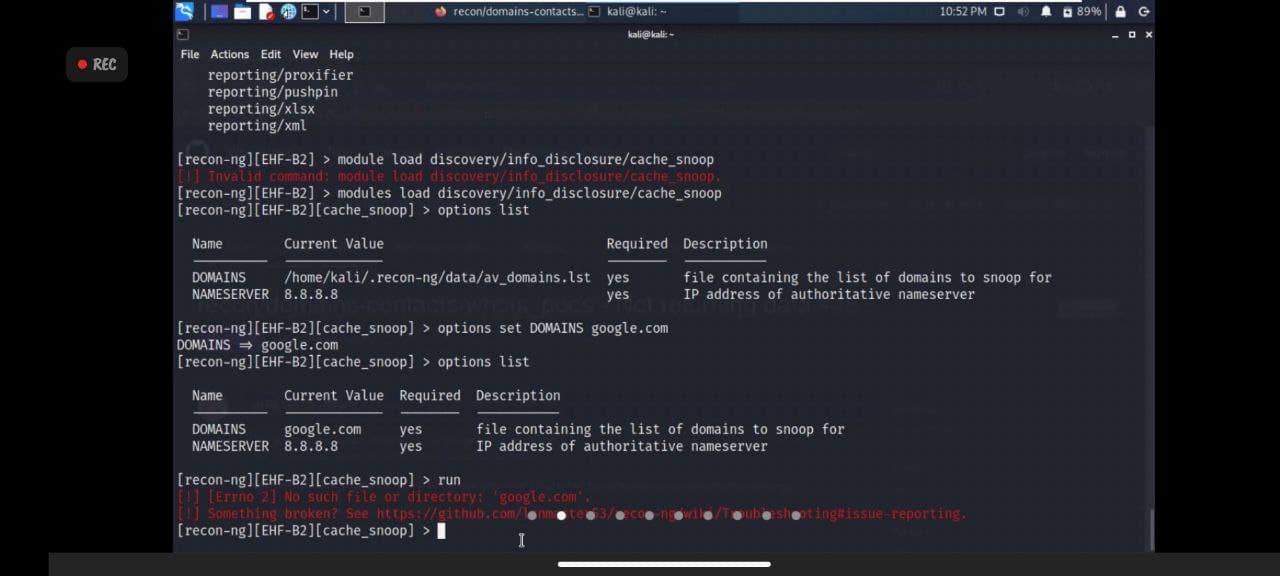 recon/domains-contacts... kali@kali: ~ 10:52 PM 89%
kali@kali: ~
REC
File Actions Edit View Help
reporting/proxifier
reporting/pushpin
reporting/xlsx
reporting/xml
[recon-ng][EHF-B2] > module load discovery/info_disclosure/cache_snoop
[!] Invalid command: module load discovery/info_disclosure/cache_snoop.
[recon-ng][EHF-B2] > modules load discovery/info_disclosure/cache_snoop
[recon-ng][EHF-B2][cache_snoop] > options list
Name Current Value Required Description
DOMAINS /home/kali/.recon-ng/data/av_domains.lst yes file containing the list of domains to snoop for
NAMESERVER 8.8.8.8 yes IP address of authoritative nameserver
[recon-ng][EHF-B2][cache_snoop] > options set DOMAINS google.com
DOMAINS ⇒ google.com
[recon-ng][EHF-B2][cache_snoop] > options list
Name Current Value Required Description
DOMAINS google.com yes file containing the list of domains to snoop for
NAMESERVER 8.8.8.8 yes IP address of authoritative nameserver
[recon-ng][EHF-B2][cache_snoop] > run
[!] [Errno 2] No such file or directory: 'google.com'.
[!] Something broken? See https://github.com/lanmaster53/recon-ng/wiki/Troubleshooting#issue-reporting.
[recon-ng][EHF-B2][cache_snoop] >